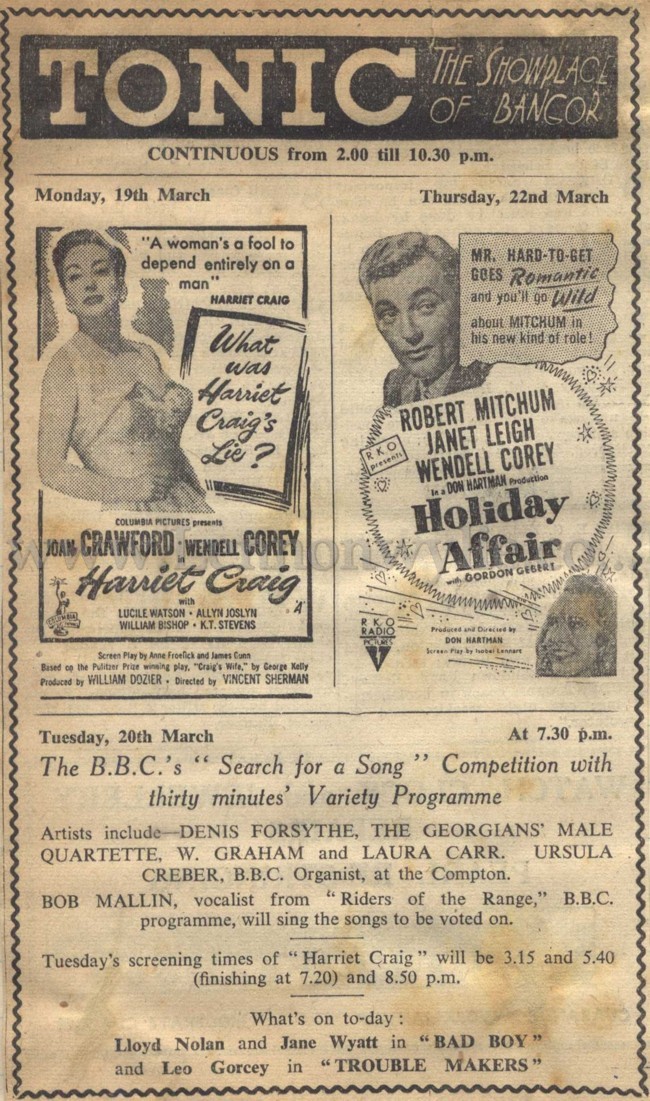 TONIC
THE SHOWPLACE
OF BANGOR
CONTINUOUS from 2.00 till 10.30 p.m.
Monday, 19th March
"A woman's a fool to
depend entirely on a
man"
HARRIET CRAIG
What
was
Harriet
Craig's
Lie?
COLUMBIA PICTURES presents
JOAN CRAWFORD · WENDELL COREY
in
Harriet Craig
with
LUCILE WATSON · ALLYN JOSLYN
WILLIAM BISHOP · K.T. STEVENS
"A"
Screen Play by Anne Froelick and James Gunn
Based on the Pulitzer Prize winning play, "Craig's Wife," by George Kelly
Produced by WILLIAM DOZIER · Directed by VINCENT SHERMAN
Thursday, 22nd March
MR. HARD-TO-GET
GOES Romantic
and you'll go Wild
about MITCHUM in
his new kind of role!
RKO
presents
ROBERT MITCHUM
JANET LEIGH
WENDELL COREY
In a DON HARTMAN Production
Holiday
Affair
with GORDON GEBERT
RKO
RADIO
PICTURES
Produced and Directed by
DON HARTMAN
Screen Play by Isobel Lennart
Tuesday, 20th March At 7.30 p.m.
The B.B.C.'s " Search for a Song " Competition with
thirty minutes' Variety Programme
Artists include—DENIS FORSYTHE, THE GEORGIANS' MALE
QUARTETTE, W. GRAHAM and LAURA CARR. URSULA
CREBER, B.B.C. Organist, at the Compton.
BOB MALLIN, vocalist from " Riders of the Range," B.B.C.
programme, will sing the songs to be voted on.
Tuesday's screening times of " Harriet Craig " will be 3.15 and 5.40
(finishing at 7.20) and 8.50 p.m.
What's on to-day :
Lloyd Nolan and Jane Wyatt in " BAD BOY "
and Leo Gorcey in " TROUBLE MAKERS "